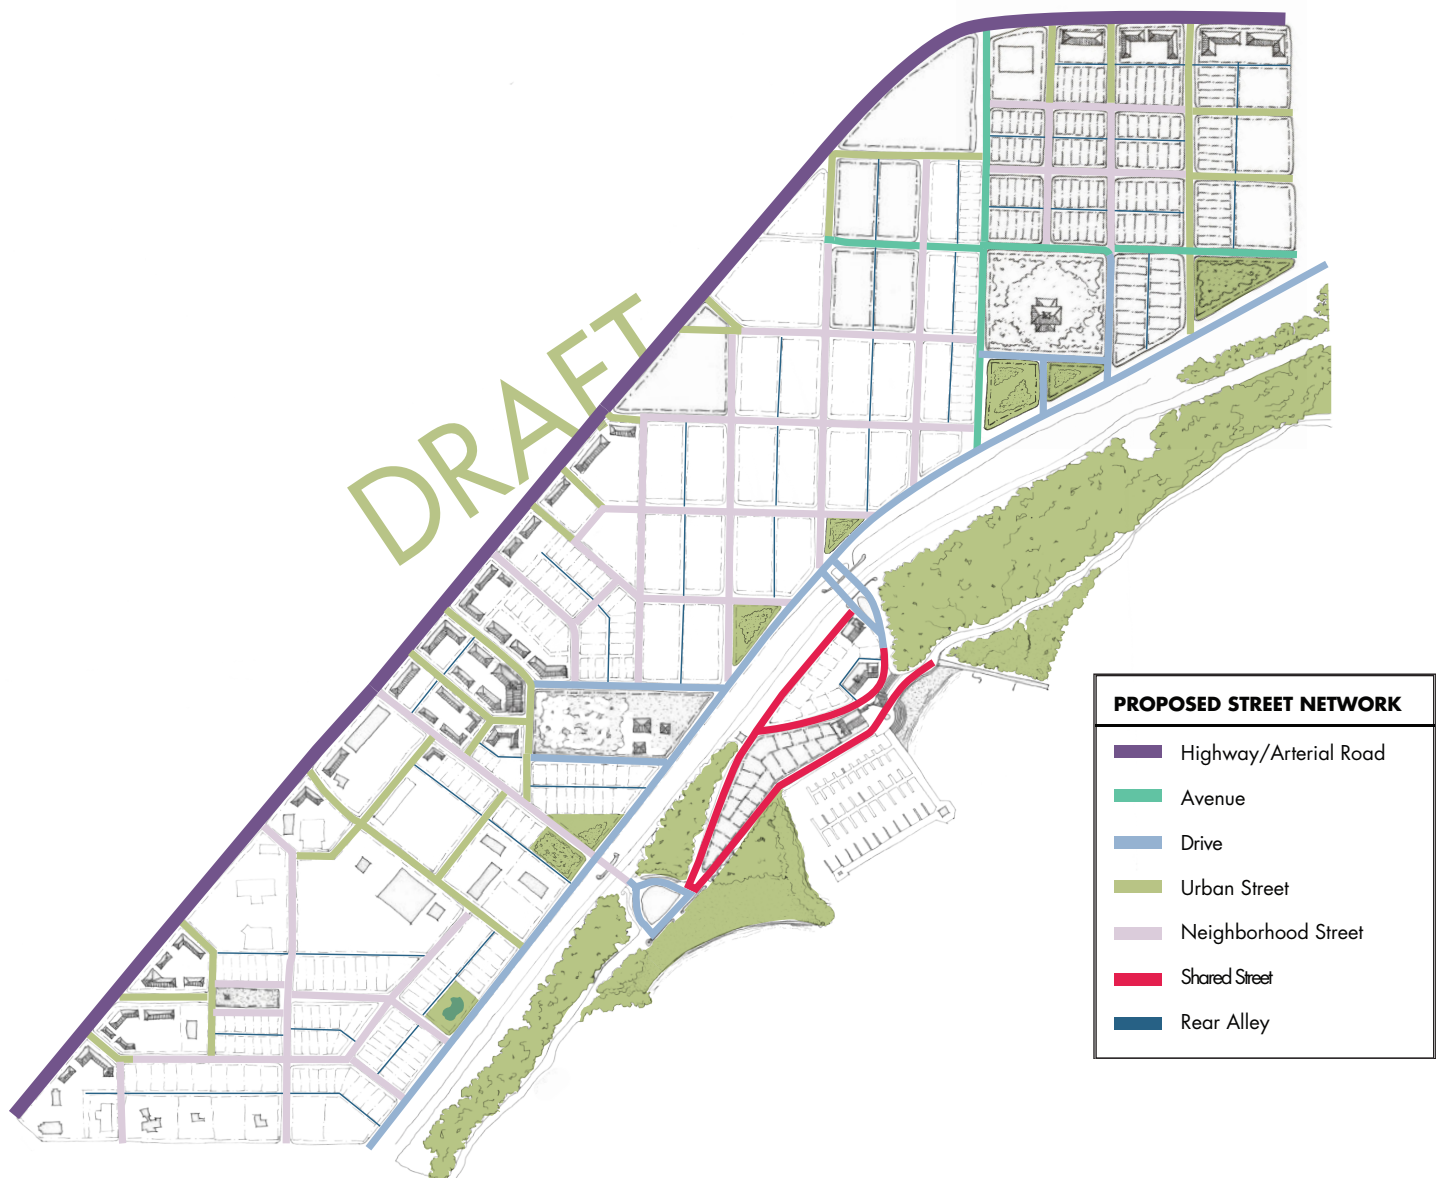 DRAFT
PROPOSED STREET NETWORK
Highway/Arterial Road
Avenue
Drive
Urban Street
Neighborhood Street
Shared Street
Rear Alley